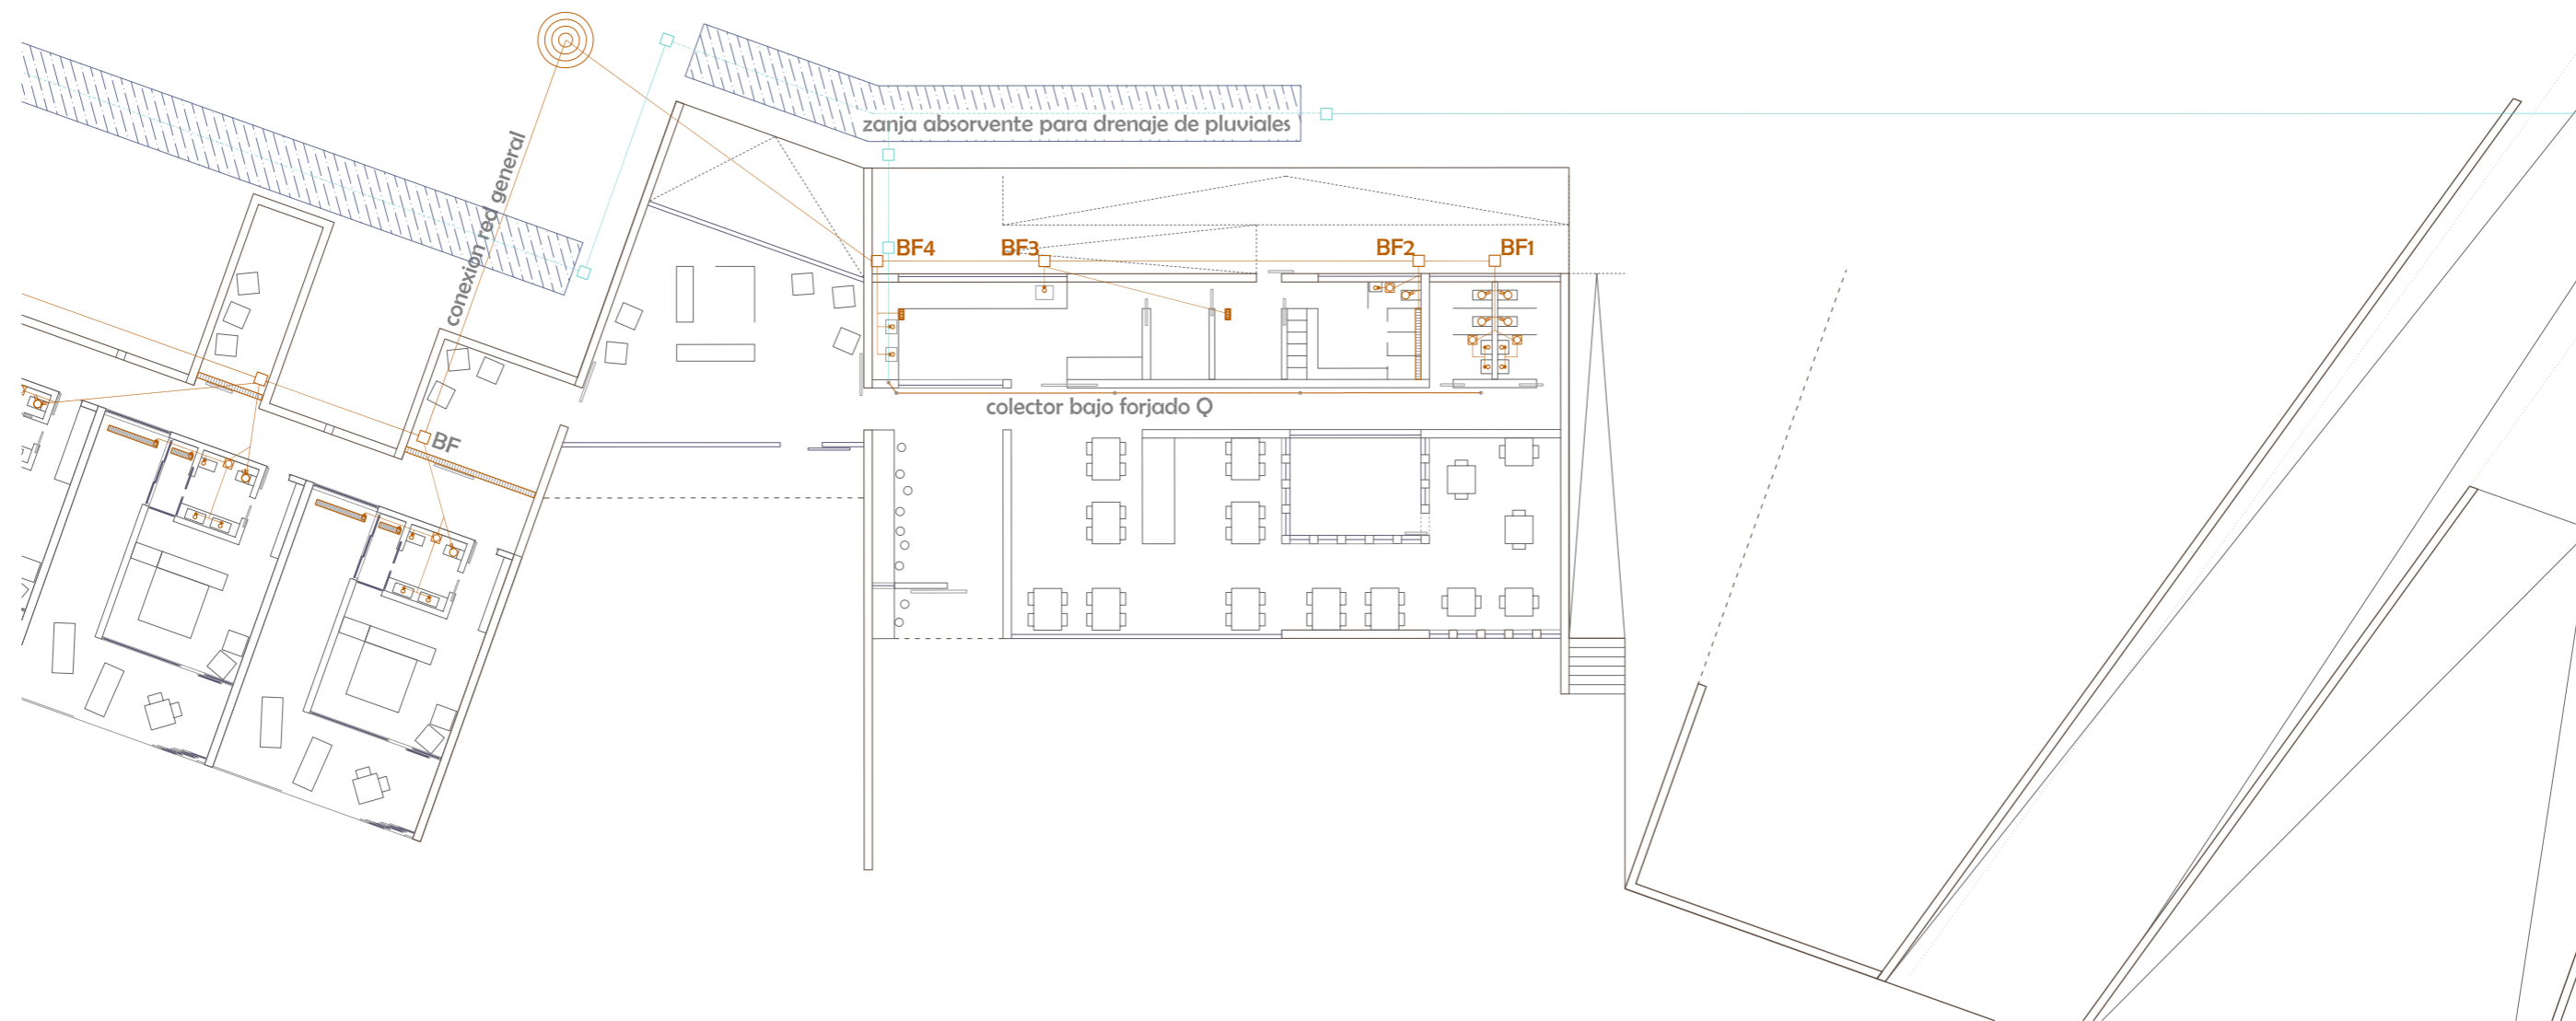 zanja absorvente para drenaje de pluviales
conexion red general
BF4
BF3
BF2
BF1
colector bajo forjado Q
BF